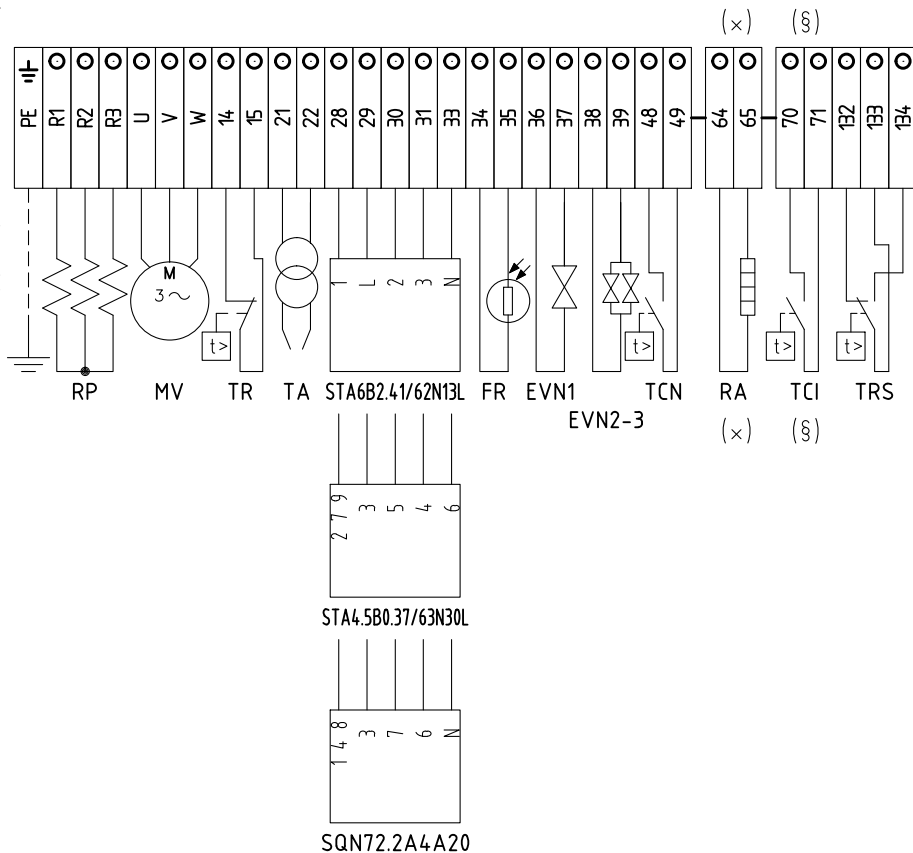 (×) (§)
PE R1 R2 R3 U V W 14 15 21 22 28 29 30 31 33 34 35 36 37 38 39 48 49 64 65 70 71 132 133 134
1 L 2 3 N
M
3~
t> t> t> t>
RP MV TR TA STA6B2.41/62N13L FR EVN1 TCN RA TCI TRS
EVN2-3
(×) (§)
2 7 9 3 5 4 6
STA4.5B0.37/63N30L
1 4 8 3 7 6 N
SQN72.2A4A20